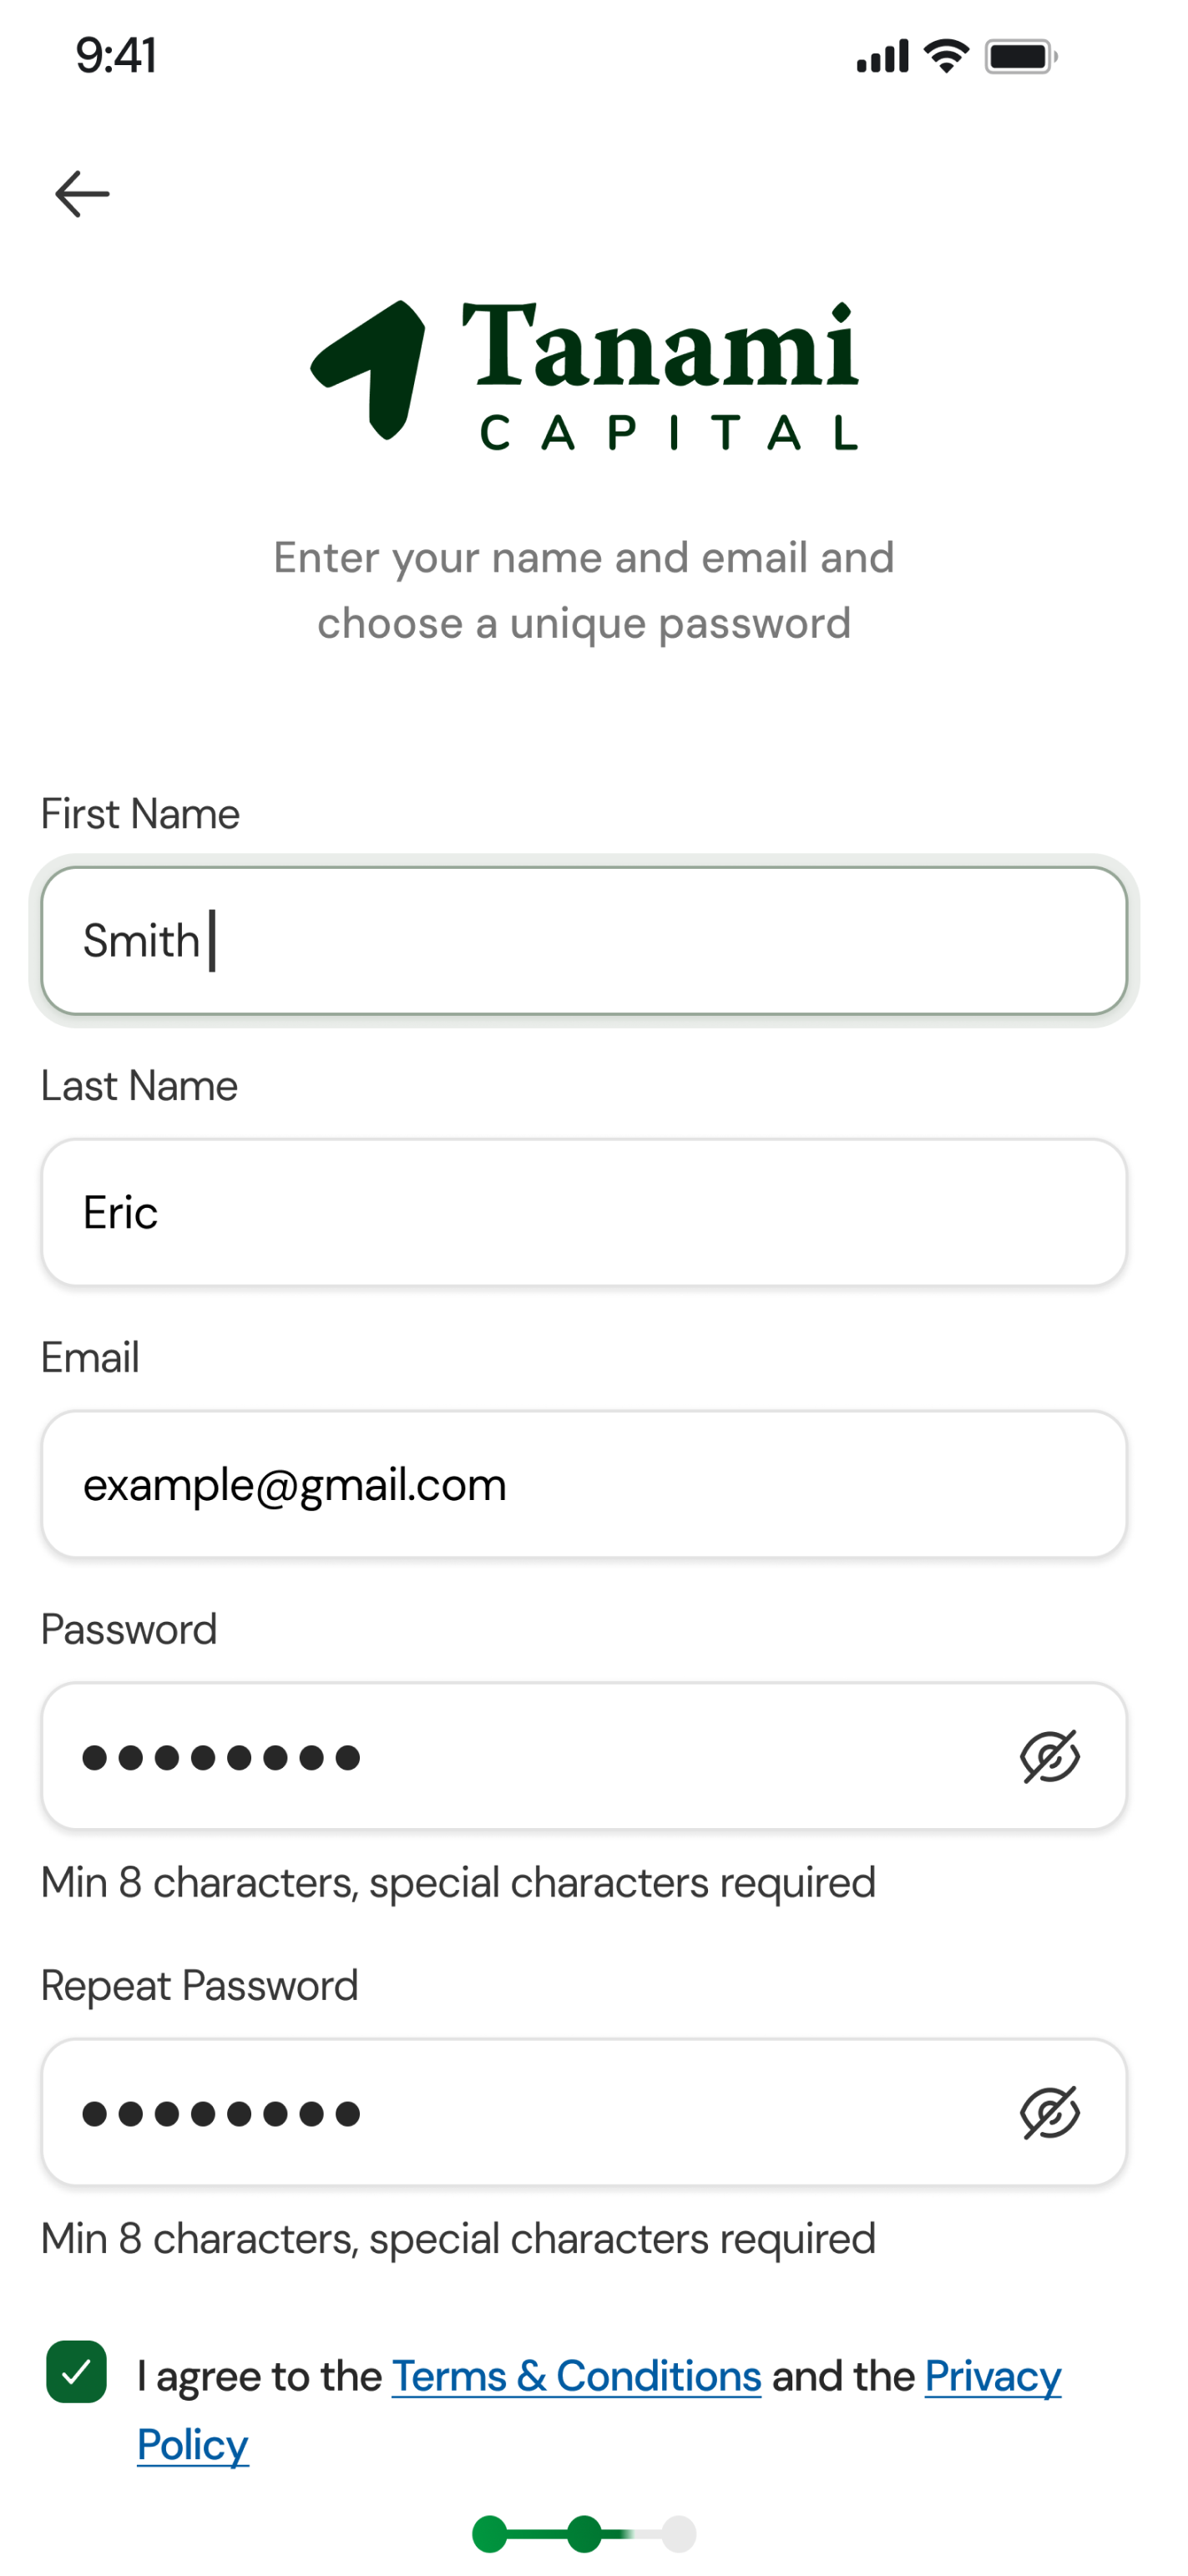 9:41
Tanami
CAPITAL
Enter your name and email and
choose a unique password
First Name
Smith
Last Name
Eric
Email
example@gmail.com
Password
Min 8 characters, special characters required
Repeat Password
Min 8 characters, special characters required
I agree to the Terms & Conditions and the Privacy
Policy